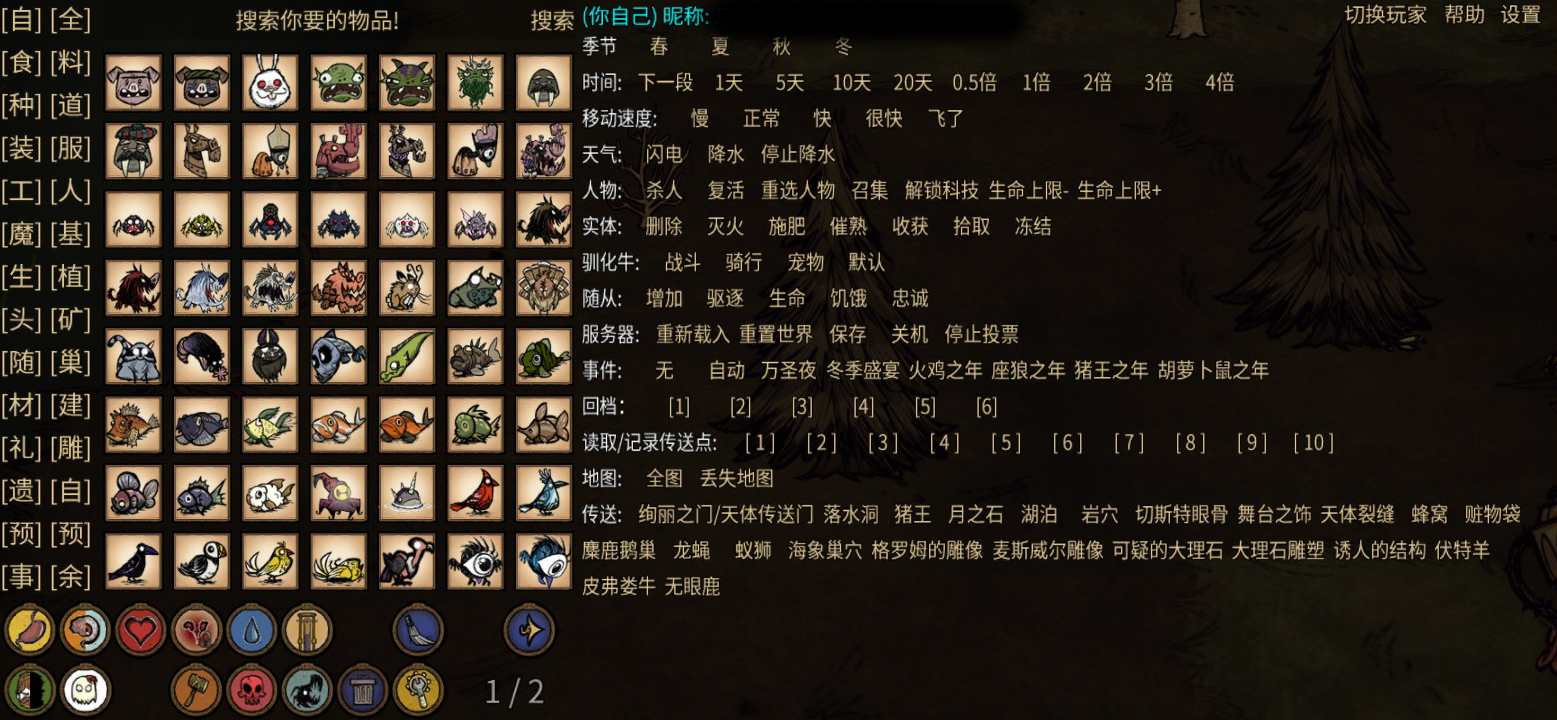 [自] [全] 搜索你要的物品! 搜索 (你自己) 昵称: 切换玩家 帮助 设置
季节 春 夏 秋 冬
[食] [料]
时间: 下一段 1天 5天 10天 20天 0.5倍 1倍 2倍 3倍 4倍
[种] [道]
移动速度: 慢 正常 快 很快 飞了
[装] [服]
天气: 闪电 降水 停止降水
[工] [人]
人物: 杀人 复活 重选人物 召集 解锁科技 生命上限- 生命上限+
[魔] [基]
实体: 删除 灭火 施肥 催熟 收获 拾取 冻结
[生] [植]
驯化牛: 战斗 骑行 宠物 默认
[头] [矿]
随从: 增加 驱逐 生命 饥饿 忠诚
[随] [巢]
服务器: 重新载入 重置世界 保存 关机 停止投票
事件: 无 自动 万圣夜 冬季盛宴 火鸡之年 座狼之年 猪王之年 胡萝卜鼠之年
[材] [建]
回档: [1] [2] [3] [4] [5] [6]
[礼] [雕]
读取/记录传送点: [1] [2] [3] [4] [5] [6] [7] [8] [9] [10]
[遗] [自]
地图: 全图 丢失地图
[预] [预]
传送: 绚丽之门/天体传送门 落水洞 猪王 月之石 湖泊 岩穴 切斯特眼骨 舞台之饰 天体裂缝 蜂窝 赃物袋
[事] [余]
麋鹿鹅巢 龙蝇 蚁狮 海象巢穴 格罗姆的雕像 麦斯威尔雕像 可疑的大理石 大理石雕塑 诱人的结构 伏特羊
皮弗娄牛 无眼鹿
1/2